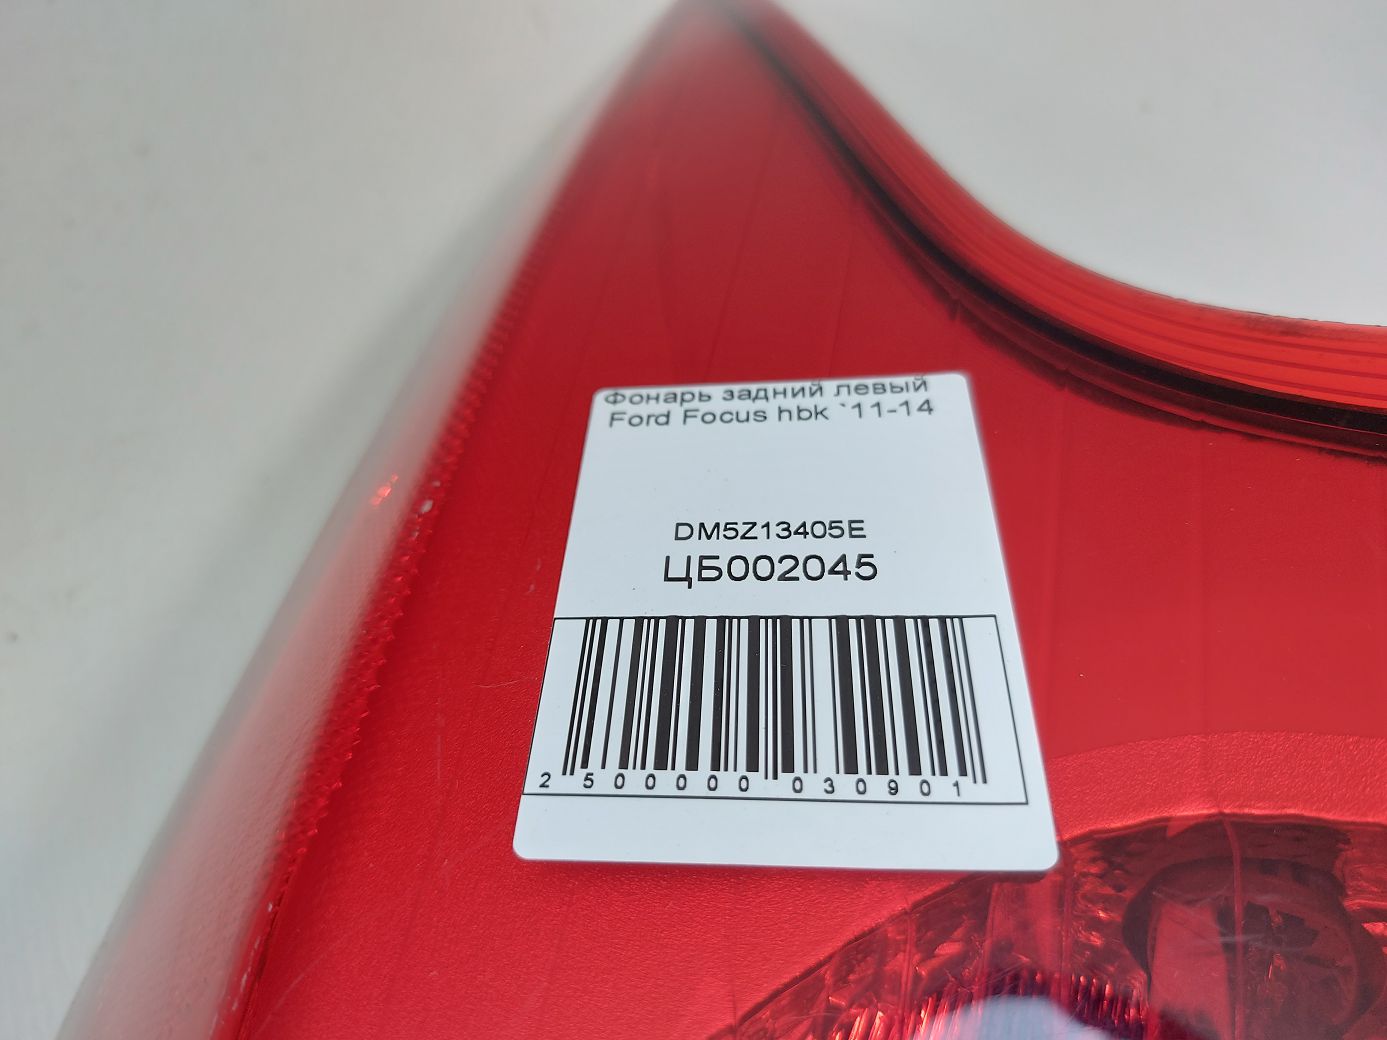 Фонарь задний левый
Ford Focus hbk `11-14
DM5Z13405E
ЦБ002045
2 500000 030901